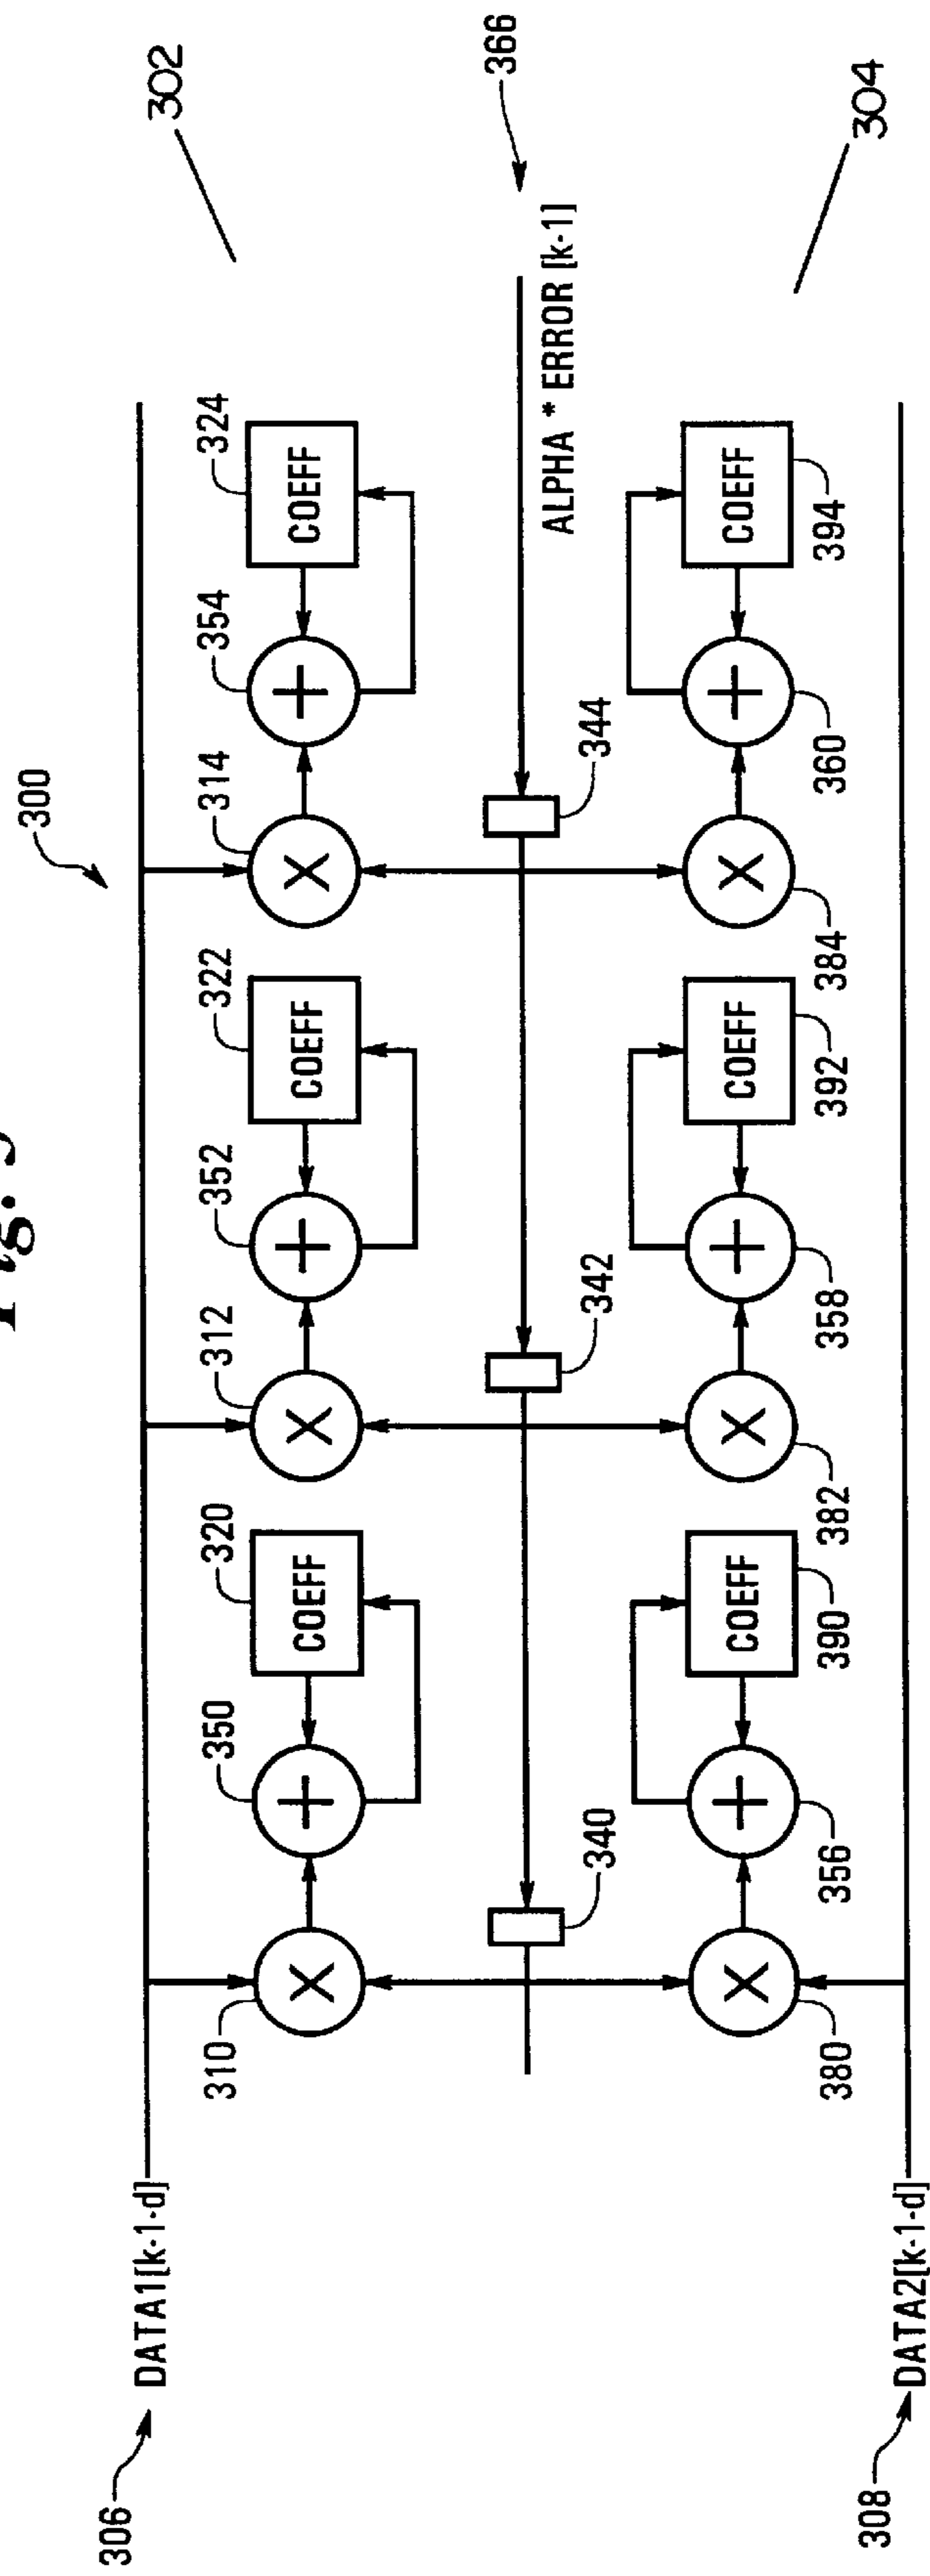 300
302
306
DATA1[k-1-d]
310
312
314
X
X
X
350
352
354
+
+
+
320
322
324
COEFF
COEFF
COEFF
340
342
344
366
ALPHA * ERROR [k-1]
X
X
X
+
+
+
COEFF
COEFF
COEFF
380
356
390
382
358
392
384
360
394
304
308
DATA2[k-1-d]